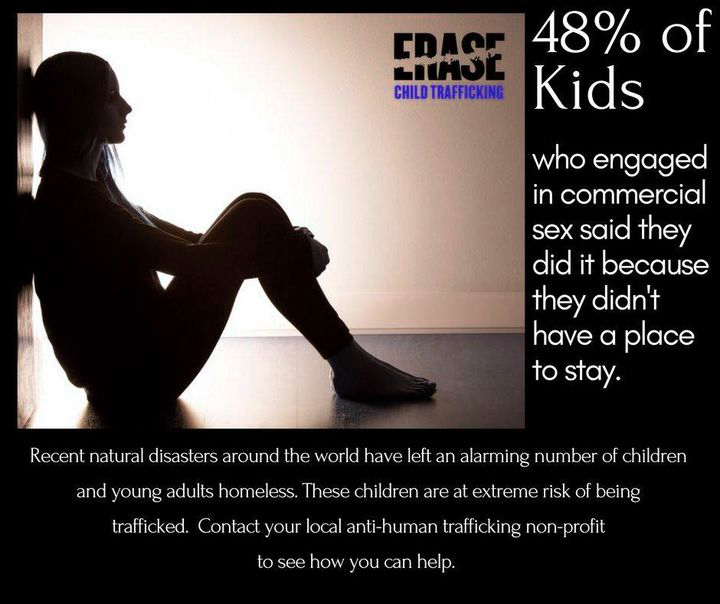 ERASE
CHILD TRAFFICKING
48% of
Kids
who engaged
in commercial
sex said they
did it because
they didn't
have a place
to stay.
Recent natural disasters around the world have left an alarming number of children
and young adults homeless. These children are at extreme risk of being
trafficked.  Contact your local anti-human trafficking non-profit
to see how you can help.